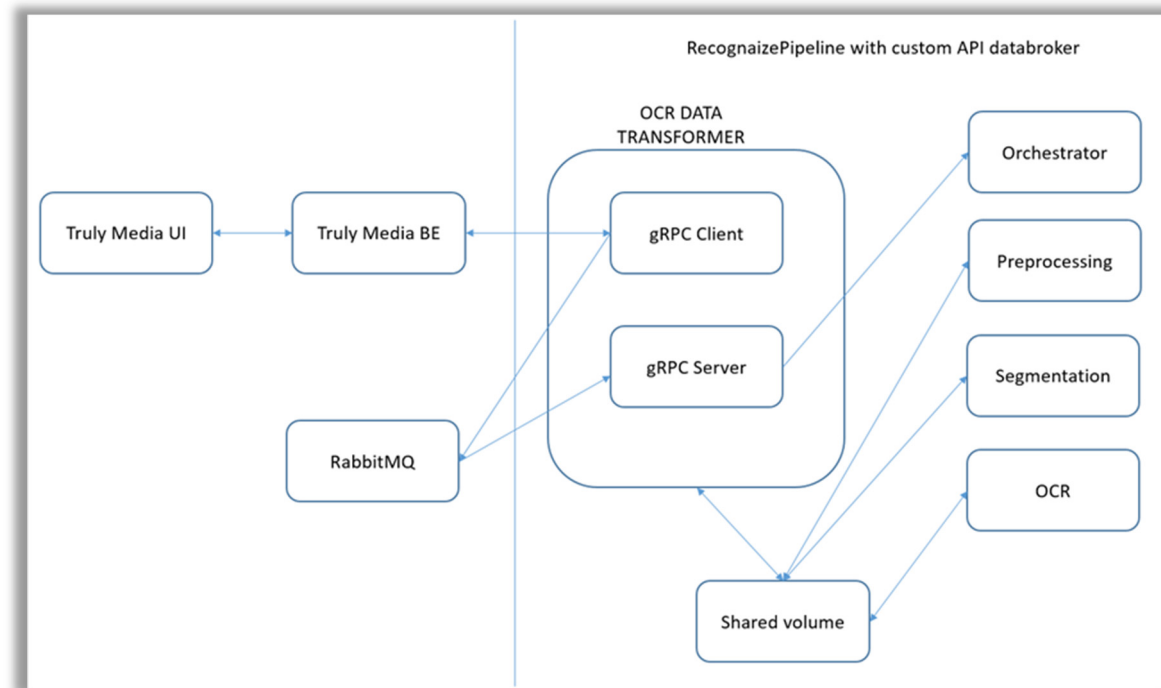 RecognaizePipeline with custom API databroker
OCR DATA
TRANSFORMER
Orchestrator
Truly Media UI
Truly Media BE
gRPC Client
Preprocessing
gRPC Server
Segmentation
RabbitMQ
OCR
Shared volume